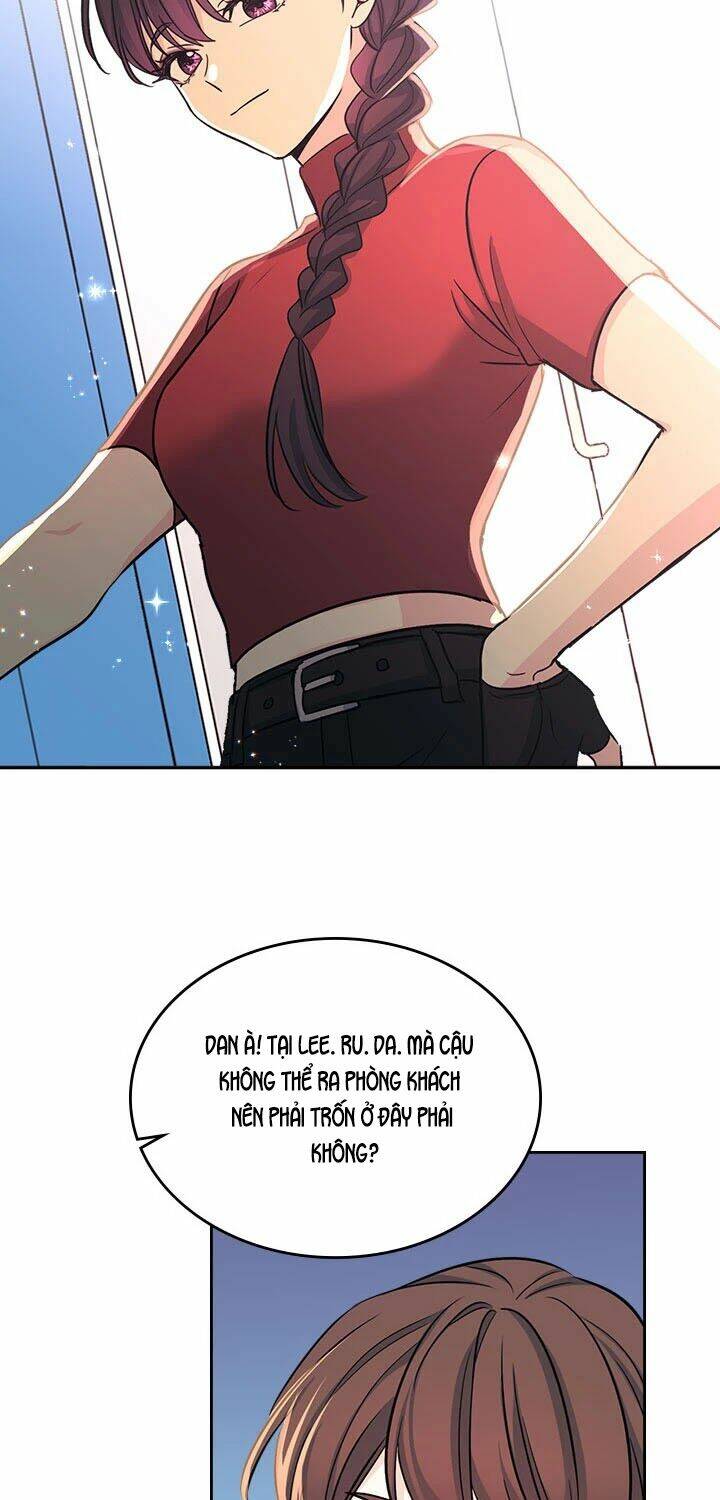 DAN À! TẠI LEE. RU. DA. MÀ CẬU
KHÔNG THỂ RA PHÒNG KHÁCH
NÊN PHẢI TRỐN Ở ĐÂY PHẢI
KHÔNG?